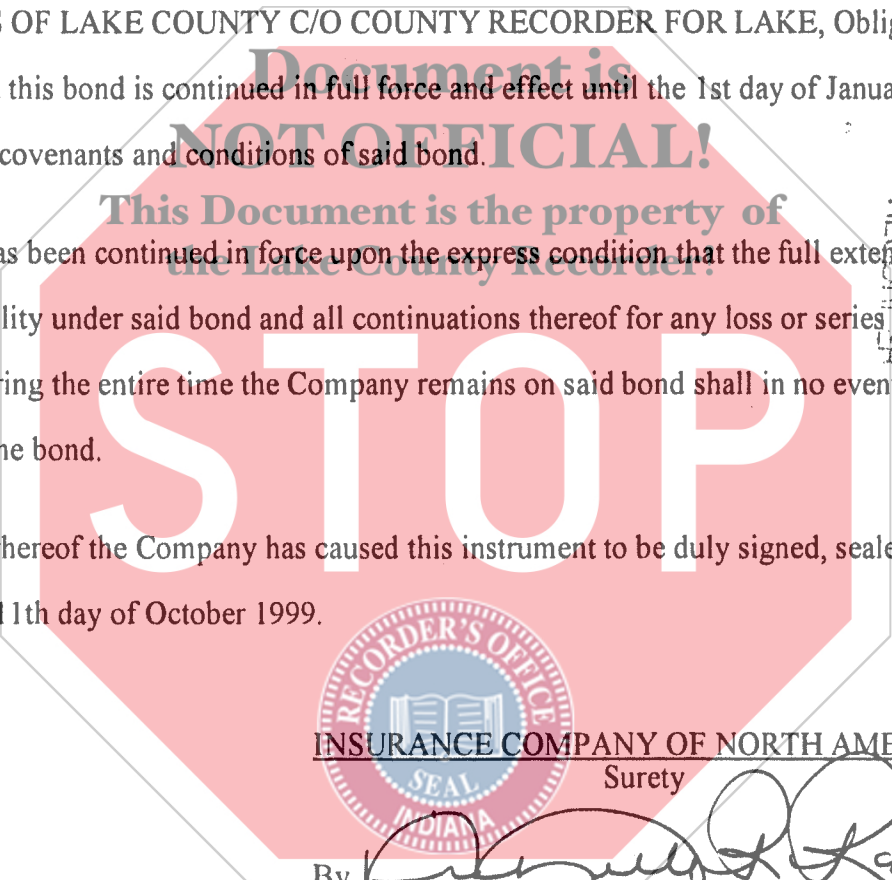 OF LAKE COUNTY C/O COUNTY RECORDER FOR LAKE, Oblig
Document is
this bond is continued in full force and effect until the 1st day of Janua
NOT OFFICIAL!
covenants and conditions of said bond.
This Document is the property of
as been continued in force upon the express condition that the full exten
the Lake County Recorder!
lity under said bond and all continuations thereof for any loss or series
ring the entire time the Company remains on said bond shall in no even
he bond.
STOP
hereof the Company has caused this instrument to be duly signed, seale
11th day of October 1999.
RECORDER'S OFFICE
SEAL
INDIANA
INSURANCE COMPANY OF NORTH AME
Surety
By